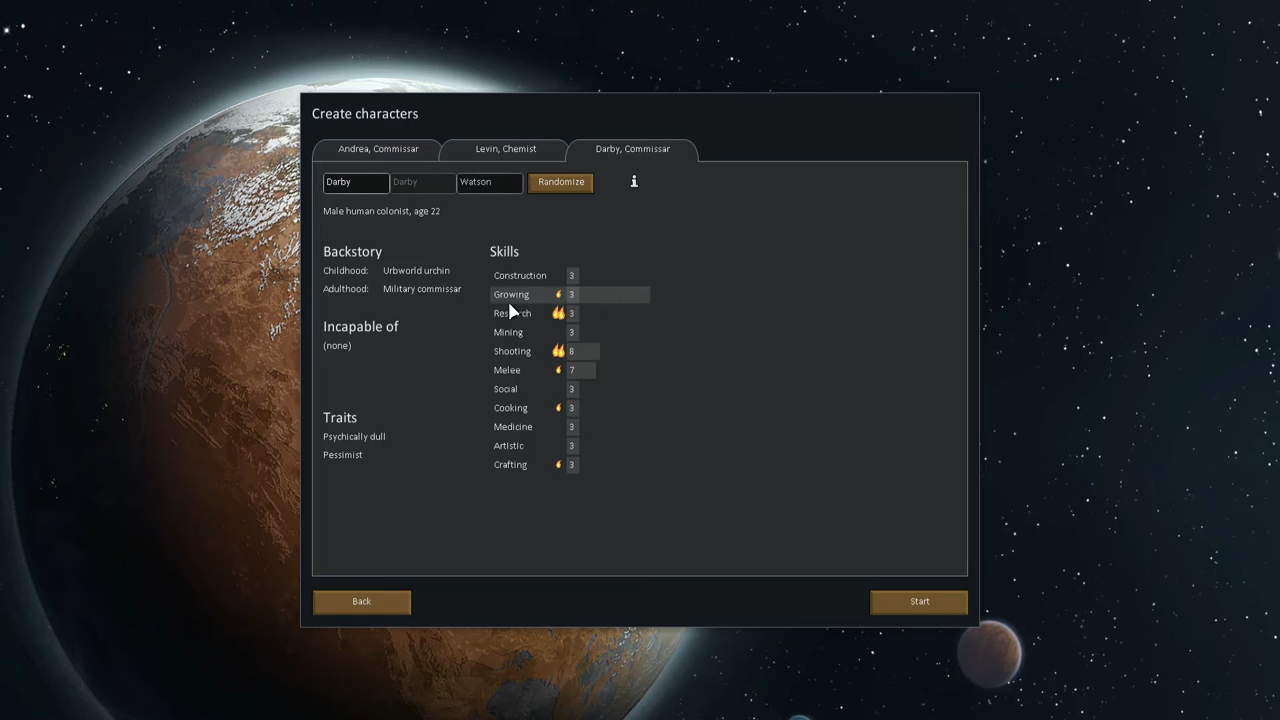 Create characters
Andrea, Commissar
Levin, Chemist
Darby, Commissar
Darby
Darby
Watson
Randomize
i
Male human colonist, age 22
Backstory
Childhood: Urbworld urchin
Adulthood: Military commissar
Incapable of
(none)
Traits
Psychically dull
Pessimist
Skills
Construction 3
Growing 3
Research 3
Mining 3
Shooting 8
Melee 7
Social 3
Cooking 3
Medicine 3
Artistic 3
Crafting 3
Back
Start